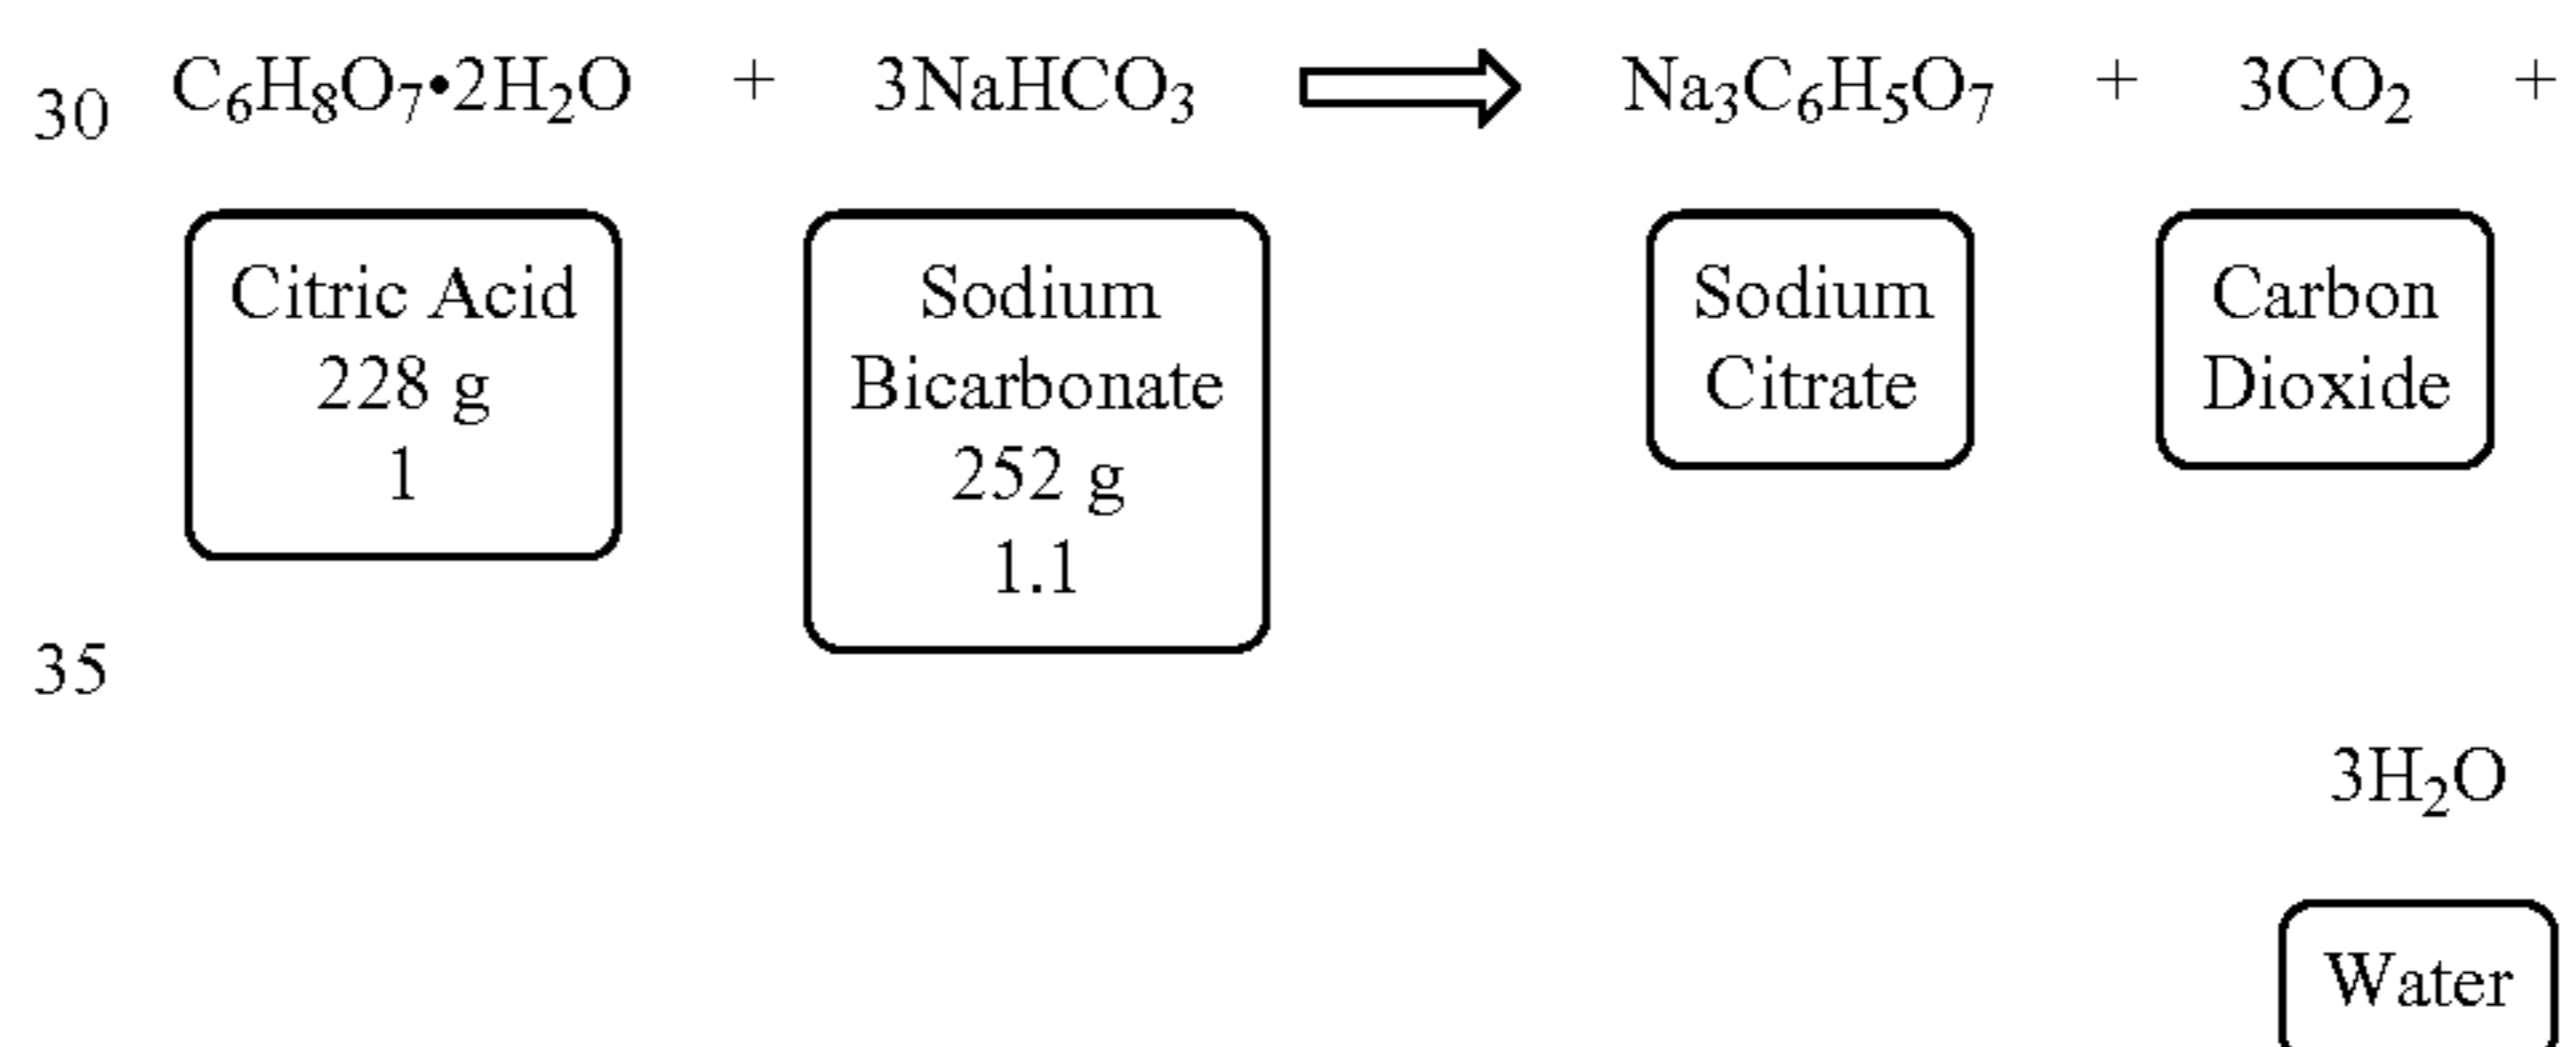 30 C₆H₈O₇•2H₂O + 3NaHCO₃ ⇨ Na₃C₆H₅O₇ + 3CO₂ +
Citric Acid
228 g
1
Sodium
Bicarbonate
252 g
1.1
Sodium
Citrate
Carbon
Dioxide
35
3H₂O
Water